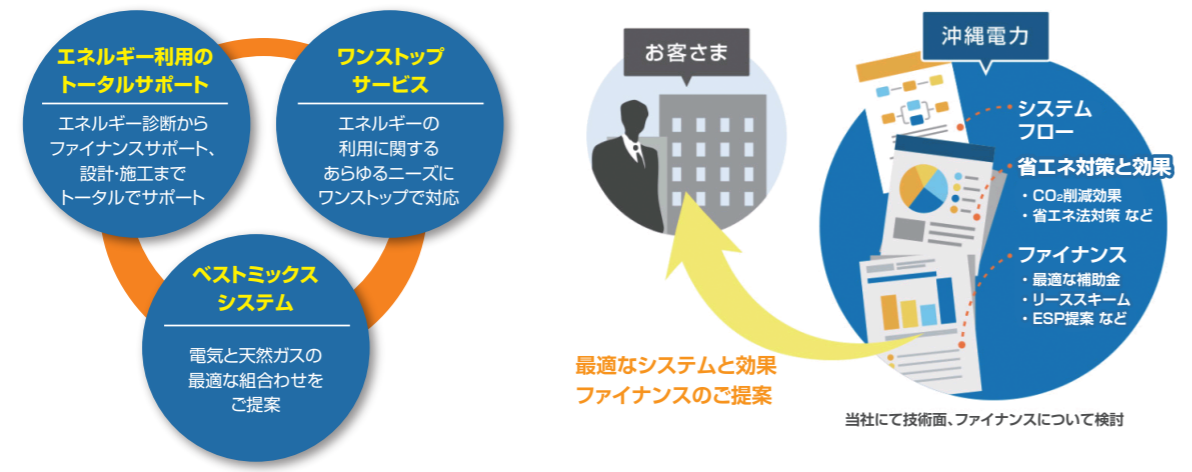 エネルギー利用の
トータルサポート
エネルギー診断から
ファイナンスサポート、
設計・施工まで
トータルでサポート
ワンストップ
サービス
エネルギーの
利用に関する
あらゆるニーズに
ワンストップで対応
ベストミックス
システム
電気と天然ガスの
最適な組合わせを
ご提案
お客さま
沖縄電力
システム
フロー
省エネ対策と効果
・CO₂削減効果
・省エネ法対策 など
ファイナンス
・最適な補助金
・リーススキーム
・ESP提案 など
最適なシステムと効果
ファイナンスのご提案
当社にて技術面、ファイナンスについて検討